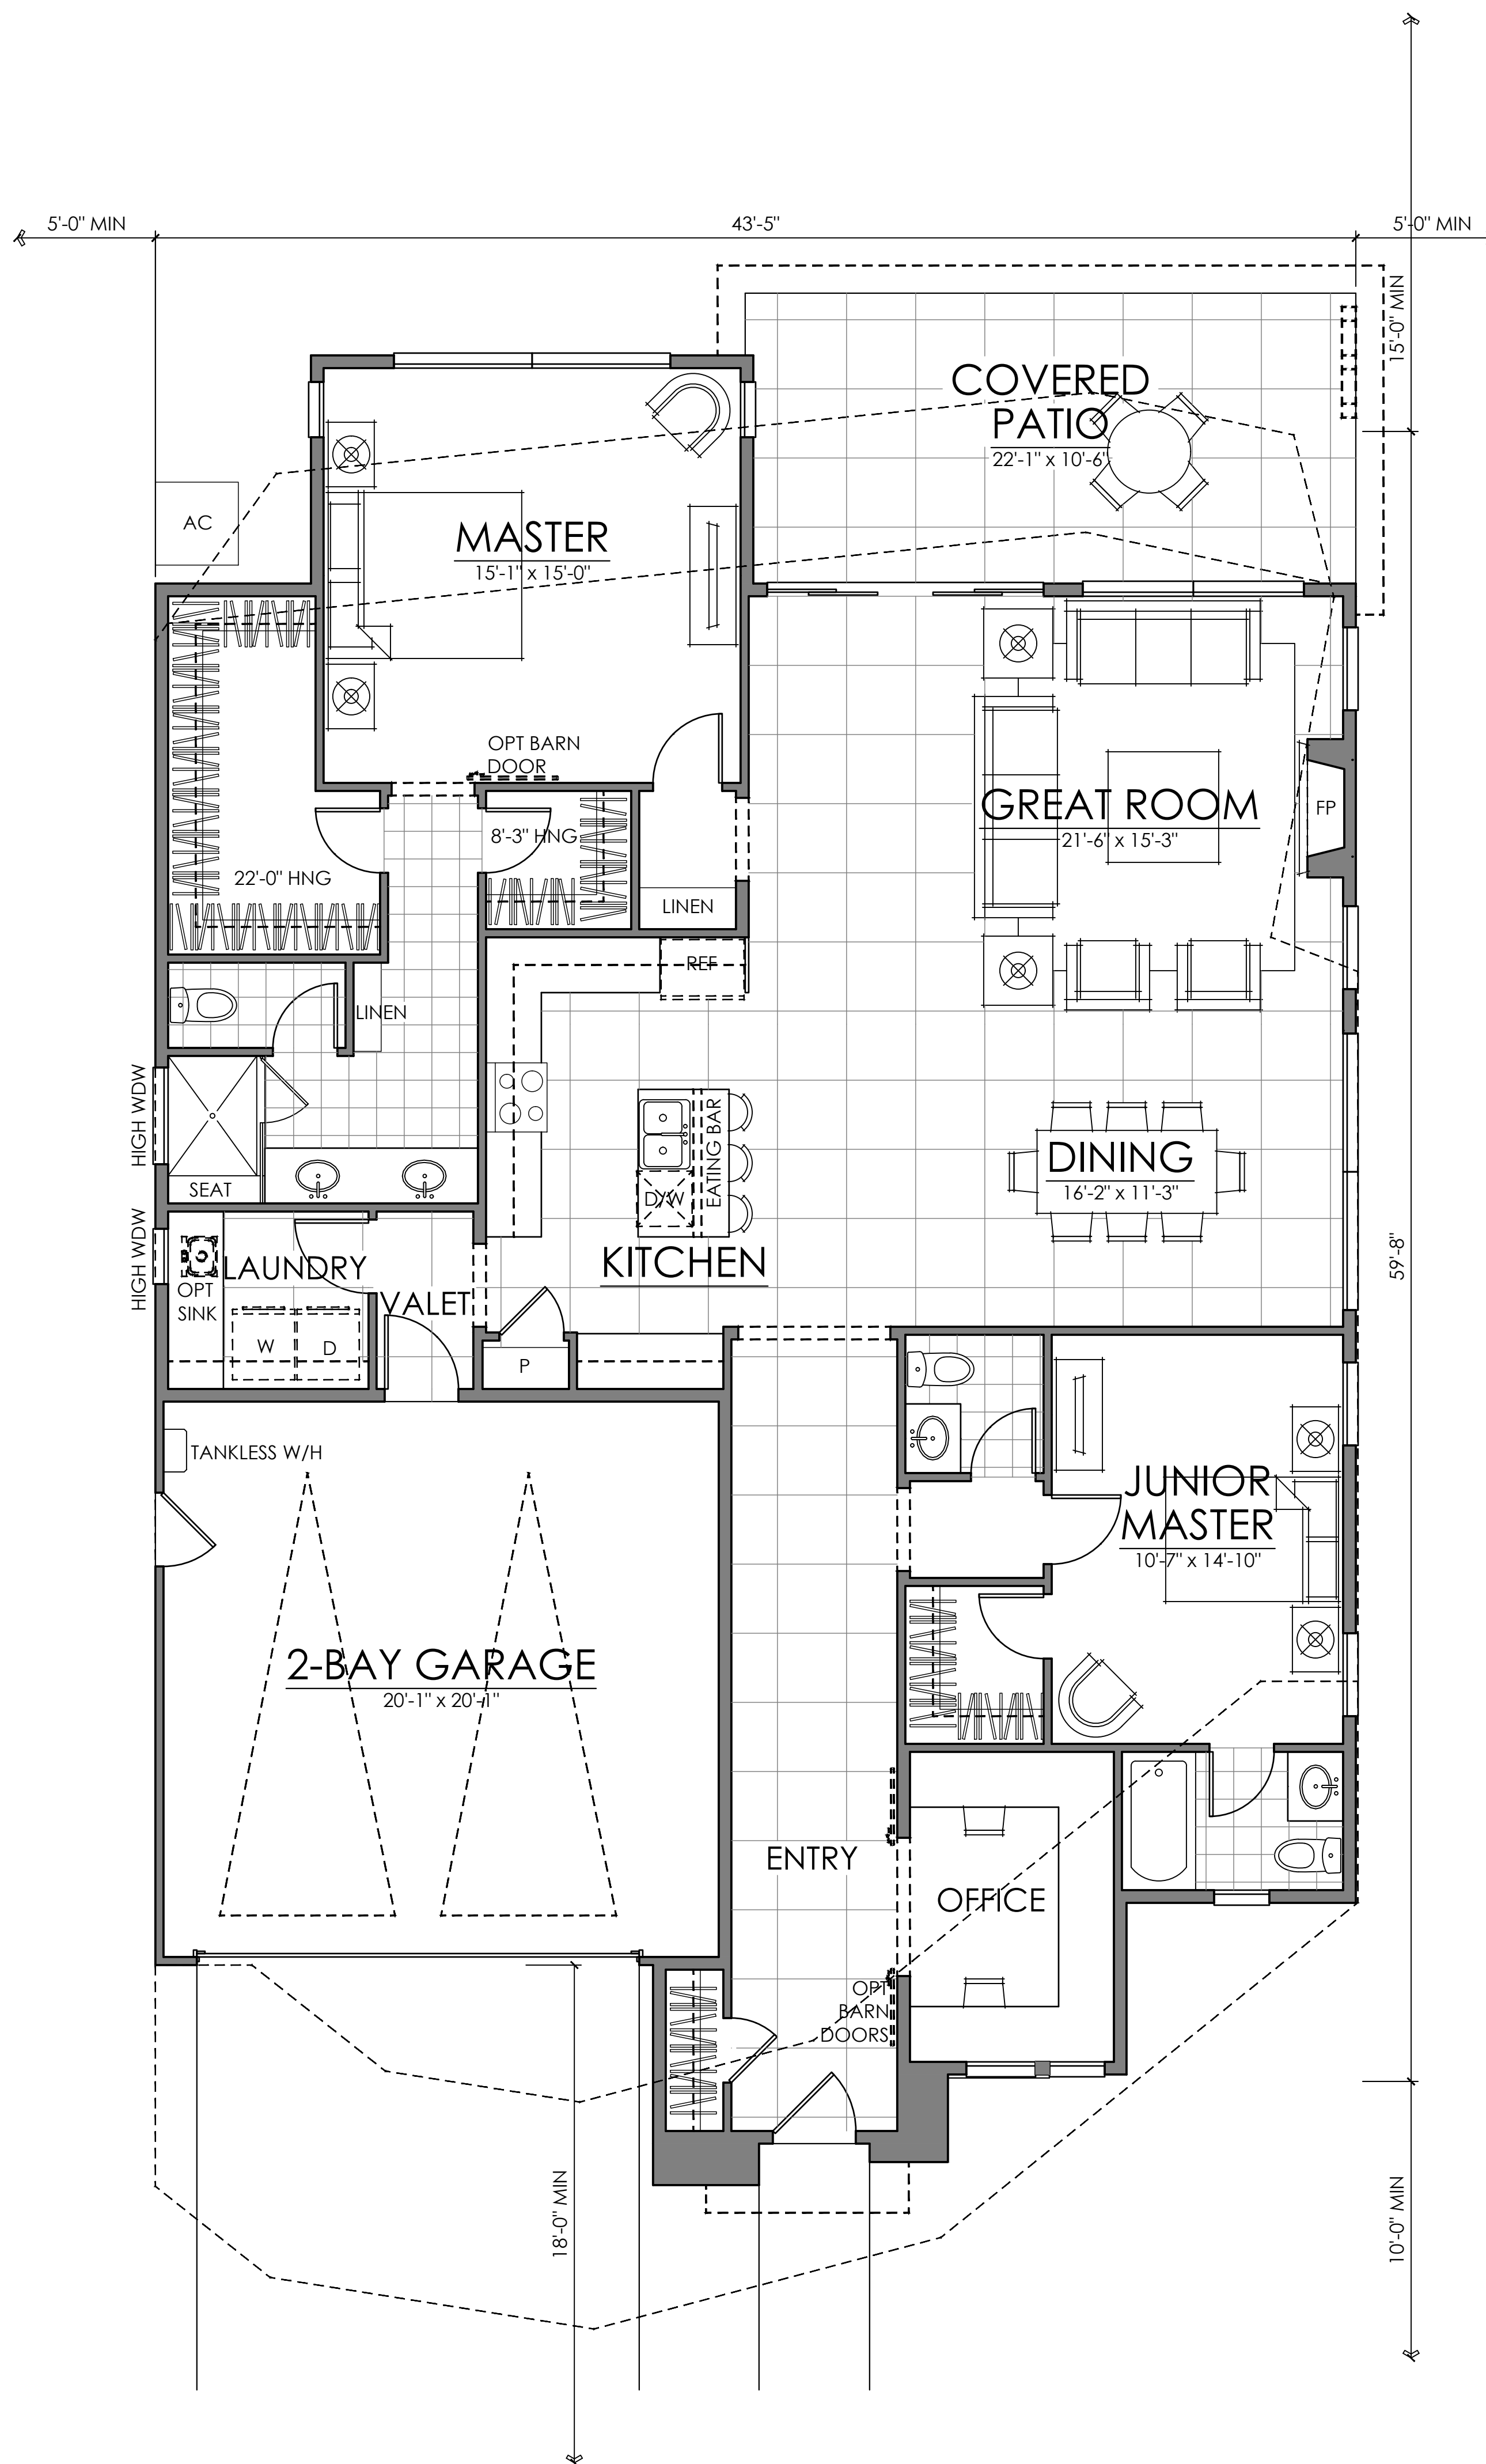 5'-0" MIN
43'-5"
5'-0" MIN
15'-0" MIN
COVERED
PATIO
22'-1" x 10'-6"
AC
MASTER
15'-1" x 15'-0"
OPT BARN
DOOR
GREAT ROOM
21'-6" x 15'-3"
FP
8'-3" HNG
22'-0" HNG
LINEN
REF
LINEN
HIGH WDW
SEAT
EATING BAR
D/W
DINING
16'-2" x 11'-3"
HIGH WDW
59'-8"
LAUNDRY
KITCHEN
OPT
SINK
VALET
W
D
P
TANKLESS W/H
JUNIOR
MASTER
10'-7" x 14'-10"
2-BAY GARAGE
20'-1" x 20'-1"
ENTRY
OFFICE
OPT
BARN
DOORS
18'-0" MIN
10'-0" MIN